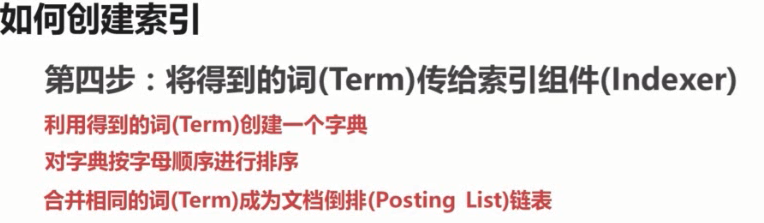 如何创建索引
第四步：将得到的词(Term)传给索引组件(Indexer)
利用得到的词(Term)创建一个字典
对字典按字母顺序进行排序
合并相同的词(Term)成为文档倒排(Posting List)链表